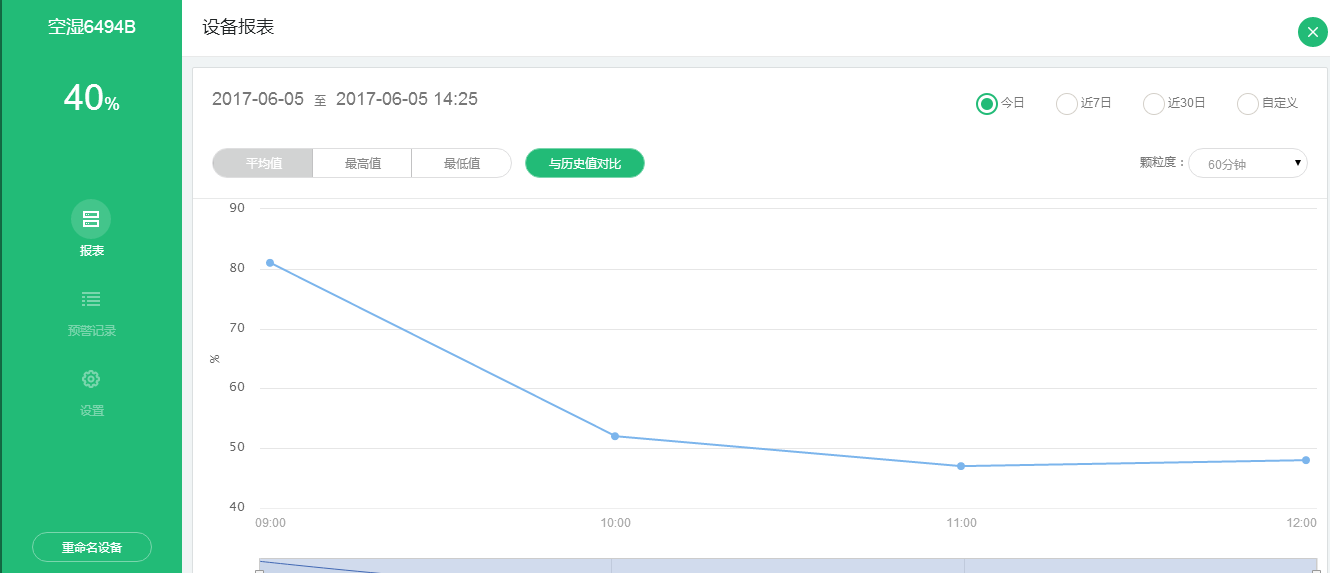 空湿6494B
40%
报表
预警记录
设置
重命名设备
设备报表
2017-06-05 至 2017-06-05 14:25
今日 近7日 近30日 自定义
平均值 最高值 最低值 与历史值对比
颗粒度： 60分钟
90
80
70
%
60
50
40
09:00 10:00 11:00 12:00